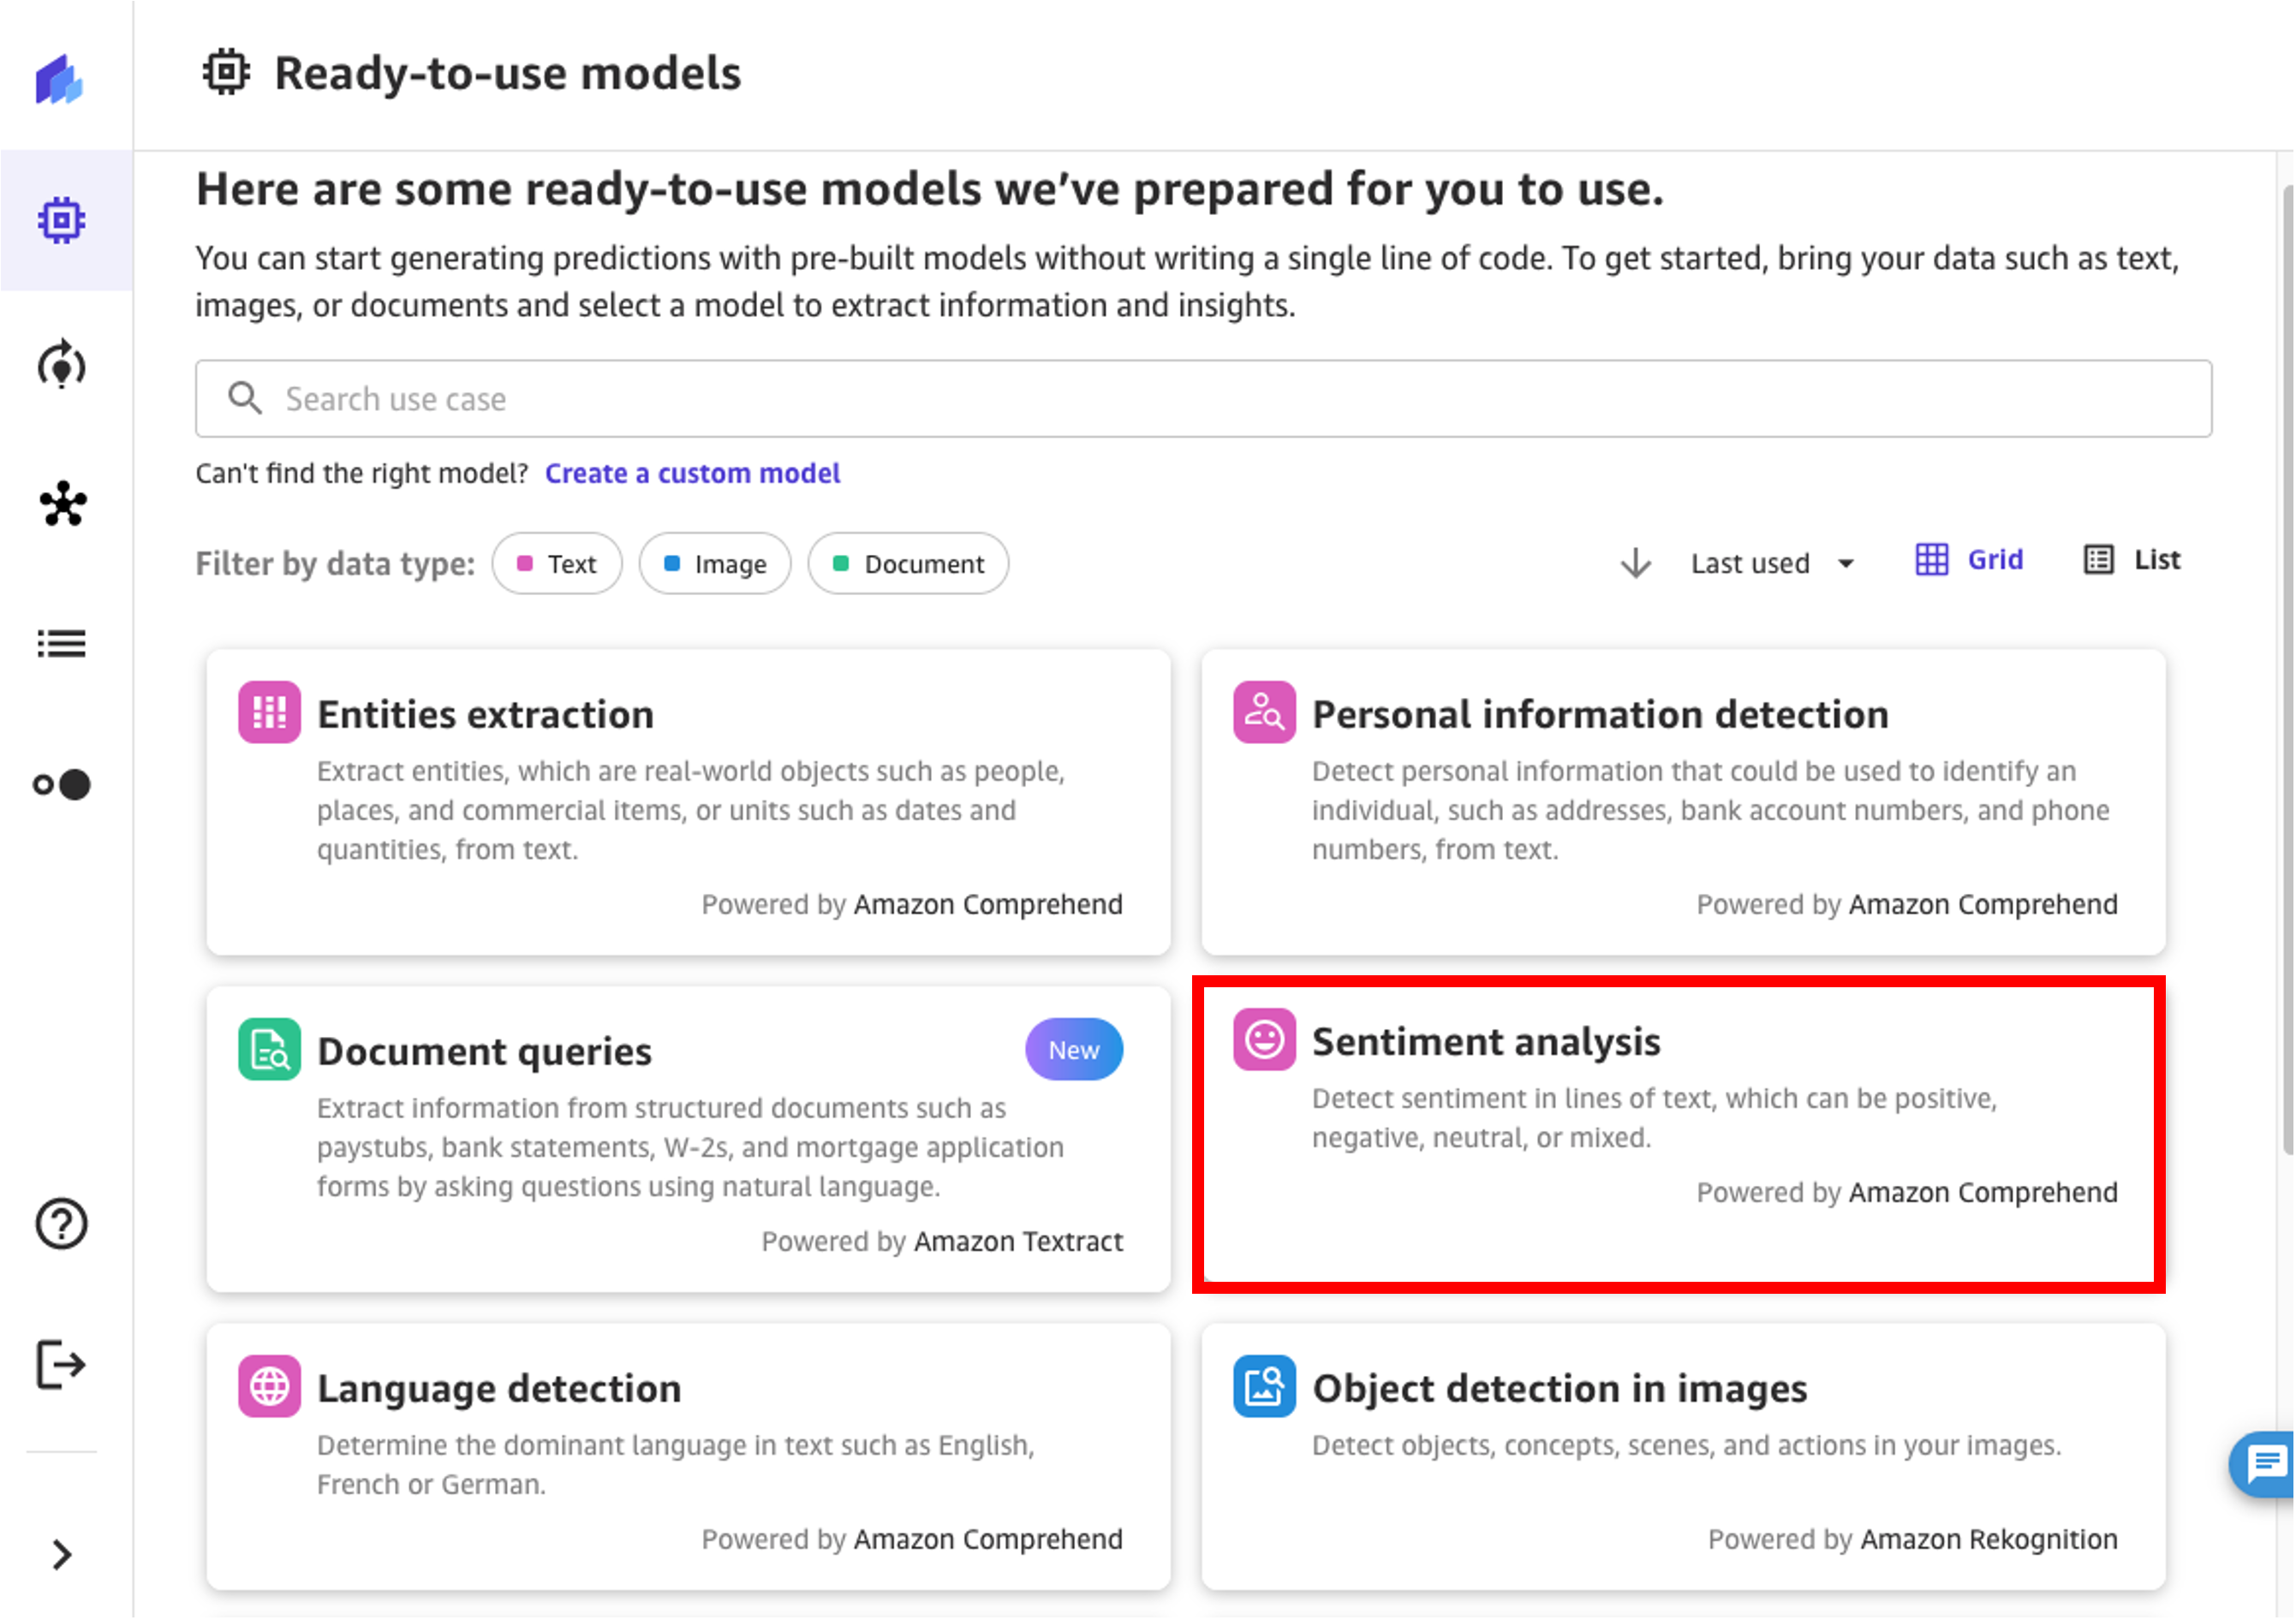 Ready-to-use models
Here are some ready-to-use models we’ve prepared for you to use.
You can start generating predictions with pre-built models without writing a single line of code. To get started, bring your data such as text,
images, or documents and select a model to extract information and insights.
Search use case
Can't find the right model? Create a custom model
Filter by data type: Text Image Document Last used Grid List
Entities extraction
Extract entities, which are real-world objects such as people,
places, and commercial items, or units such as dates and
quantities, from text.
Powered by Amazon Comprehend
Personal information detection
Detect personal information that could be used to identify an
individual, such as addresses, bank account numbers, and phone
numbers, from text.
Powered by Amazon Comprehend
Document queries
New
Extract information from structured documents such as
paystubs, bank statements, W-2s, and mortgage application
forms by asking questions using natural language.
Powered by Amazon Textract
Sentiment analysis
Detect sentiment in lines of text, which can be positive,
negative, neutral, or mixed.
Powered by Amazon Comprehend
Language detection
Determine the dominant language in text such as English,
French or German.
Powered by Amazon Comprehend
Object detection in images
Detect objects, concepts, scenes, and actions in your images.
Powered by Amazon Rekognition